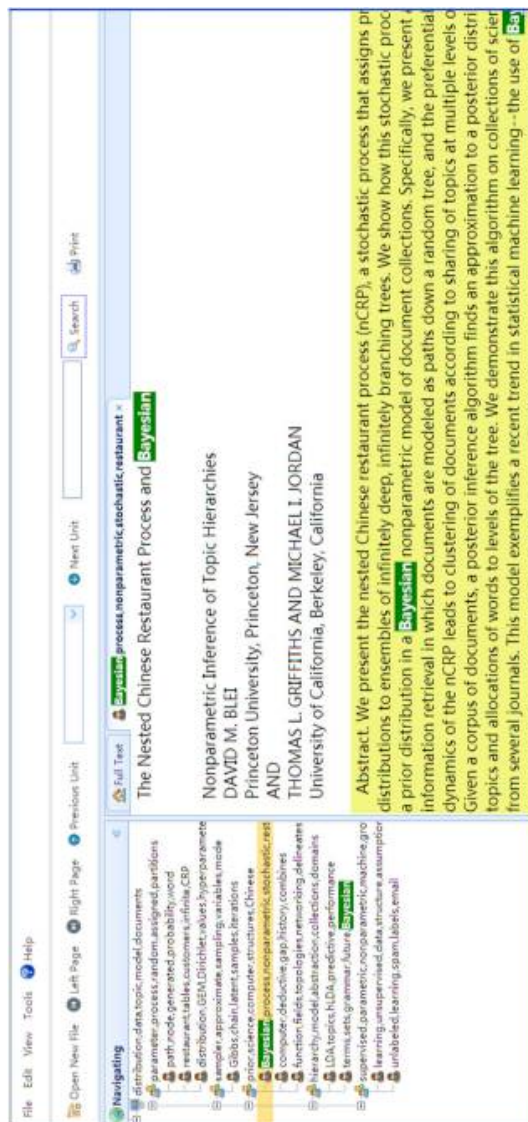 File Edit View Tools Help
Open New File Left Page Right Page Previous Unit Next Unit Search Print
Navigating
distribution,data,topic,model,documents
parameter,process,random,assigned,partitions
path,node,generated,probability,word
restaurant,tables,customers,infinite,CRP
distribution,GEM,Dirichlet,values,hyperparamete
sampler,approximate,sampling,variables,mode
Gibbs,chain,latent,samples,iterations
prior,science,computer,structures,Chinese
Bayesian,process,nonparametric,stochastic,rest
computer,deductive,gap,history,combines
function,fields,topologies,networking,delineates
hierarchy,model,abstraction,collections,domains
LDA,topics,hLDA,predictive,performance
terms,sets,grammar,future,Bayesian
supervised,parametric,nonparametric,machine,gro
learning,unsupervised,data,structure,assumption
unlabeled,learning,spam,labels,email
Full Text Bayesian,process,nonparametric,stochastic,restaurant ×
The Nested Chinese Restaurant Process and Bayesian
Nonparametric Inference of Topic Hierarchies
DAVID M. BLEI
Princeton University, Princeton, New Jersey
AND
THOMAS L. GRIFFITHS AND MICHAEL I. JORDAN
University of California, Berkeley, California
Abstract. We present the nested Chinese restaurant process (nCRP), a stochastic process that assigns pr
distributions to ensembles of infinitely deep, infinitely branching trees. We show how this stochastic proc
a prior distribution in a Bayesian nonparametric model of document collections. Specifically, we present
information retrieval in which documents are modeled as paths down a random tree, and the preferential
dynamics of the nCRP leads to clustering of documents according to sharing of topics at multiple levels o
Given a corpus of documents, a posterior inference algorithm finds an approximation to a posterior distri
topics and allocations of words to levels of the tree. We demonstrate this algorithm on collections of scien
from several journals. This model exemplifies a recent trend in statistical machine learning--the use of Bay